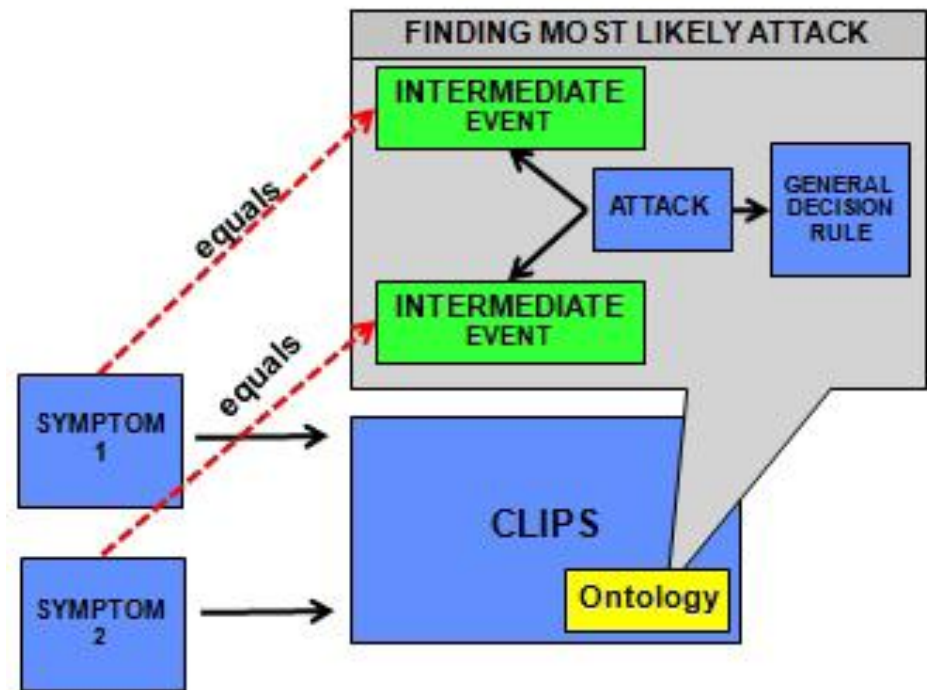 FINDING MOST LIKELY ATTACK
INTERMEDIATE
EVENT
ATTACK
GENERAL
DECISION
RULE
equals
INTERMEDIATE
EVENT
equals
SYMPTOM
1
CLIPS
Ontology
SYMPTOM
2